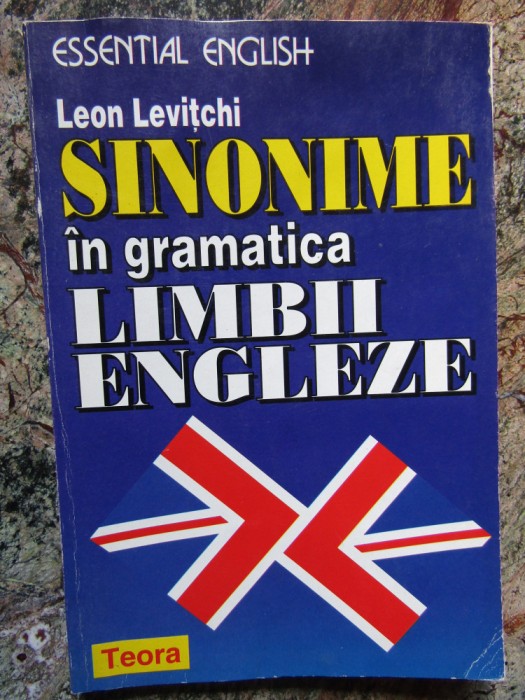 ESSENTIAL ENGLISH
Leon Levițchi
SINONIME
în gramatica
LIMBII
ENGLEZE
Teora